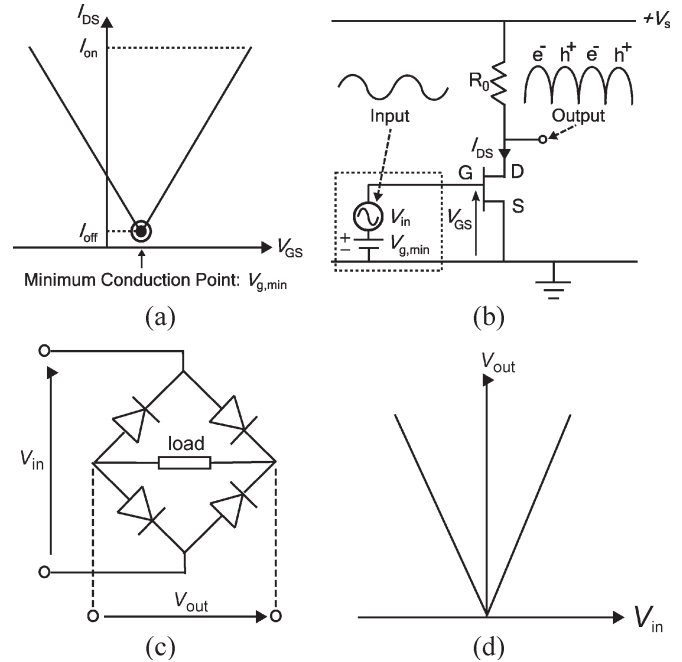 I_DS
I_on
I_off
V_GS
Minimum Conduction Point: V_g,min
(a)
+V_s
e⁻ h⁺ e⁻ h⁺
R₀
Input
Output
I_DS
G D
S
V_in
V_GS
+
−
V_g,min
(b)
V_in
load
V_out
(c)
V_out
V_in
(d)